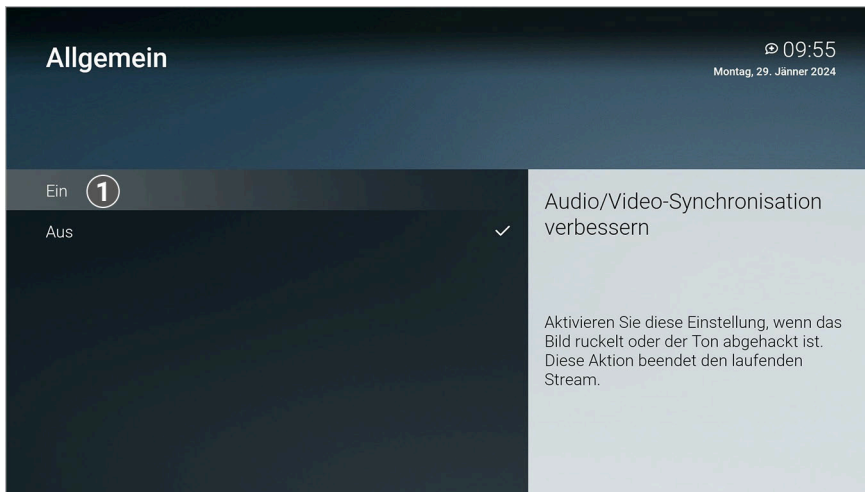 Allgemein
09:55
Montag, 29. Jänner 2024
Ein 1
Aus
Audio/Video-Synchronisation
verbessern
Aktivieren Sie diese Einstellung, wenn das
Bild ruckelt oder der Ton abgehackt ist.
Diese Aktion beendet den laufenden
Stream.